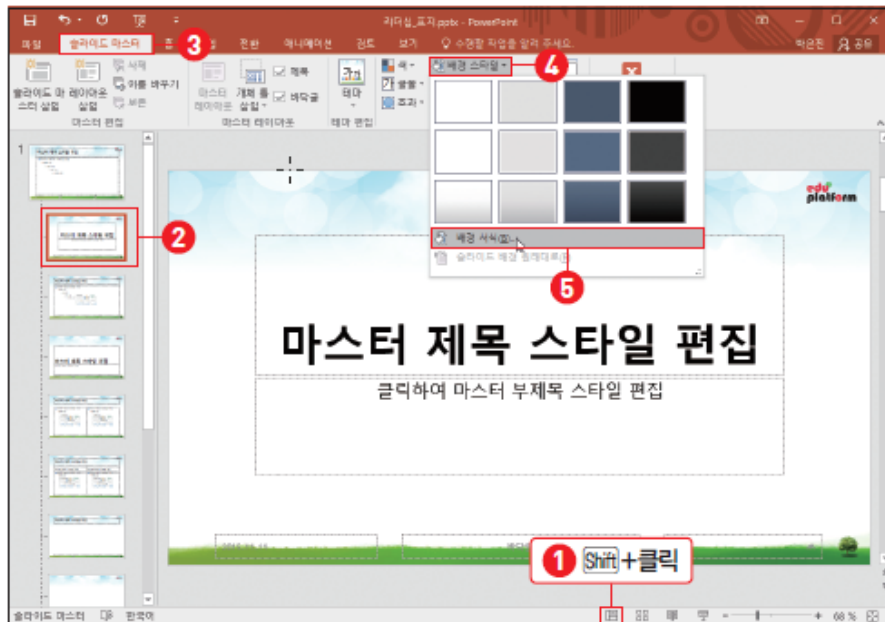 리더십_표지.pptx - PowerPoint
파일 슬라이드 마스터 홈 전환 애니메이션 검토 보기 수행할 작업을 알려 주세요. 박은진 공유
3
4
슬라이드 마스터 삽입
레이아웃 삽입
삭제
이름 바꾸기
보존
마스터 레이아웃
개체 틀 삽입
제목
바닥글
테마
색
글꼴
효과
배경 스타일
마스터 편집
마스터 레이아웃
테마 편집
1
2
배경 서식(B)...
슬라이드 배경 원래대로(R)
5
edu platform
마스터 제목 스타일 편집
클릭하여 마스터 부제목 스타일 편집
1 Shift+클릭
슬라이드 마스터 한국어 68 %